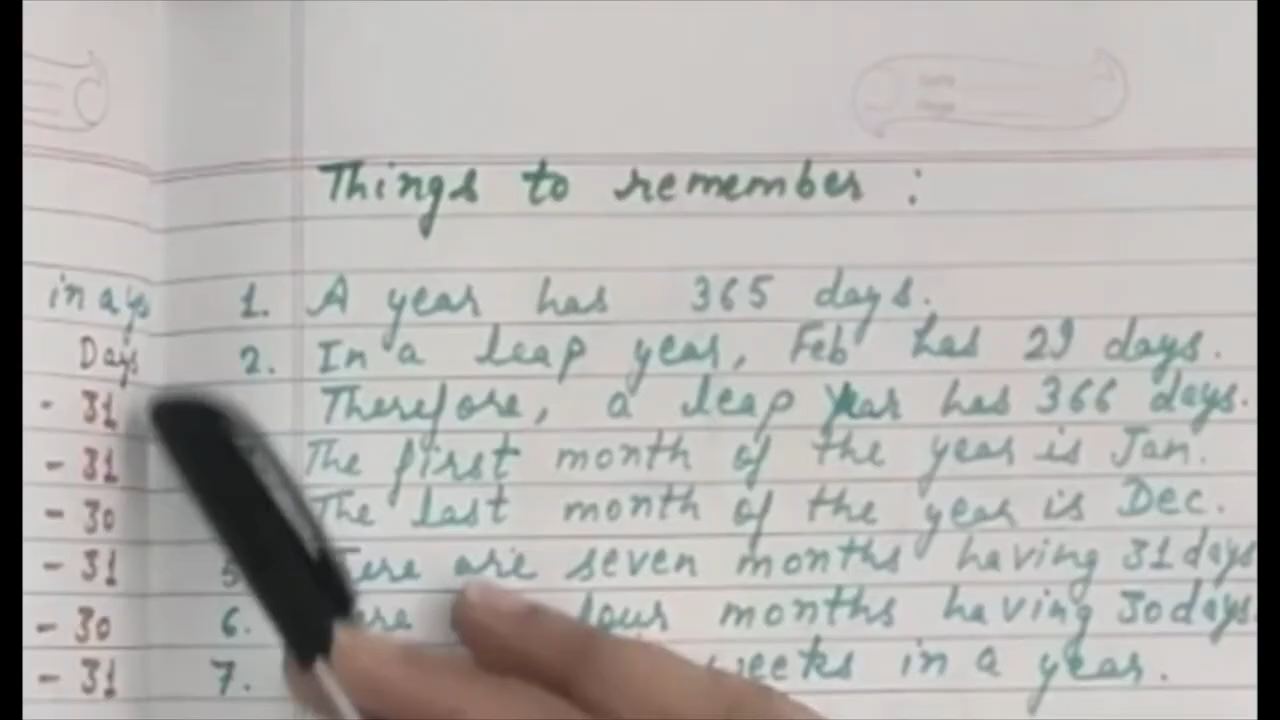 Things to remember :
in a ys
Days
- 31
- 31
- 30
- 31
- 30
- 31
1. A year has 365 days.
2. In a leap year, Feb has 29 days.
Therefore, a leap year has 366 days.
The first month of the year is Jan.
The last month of the year is Dec.
5 are seven months having 31 days
6. four months having 30 days.
7. weeks in a year.